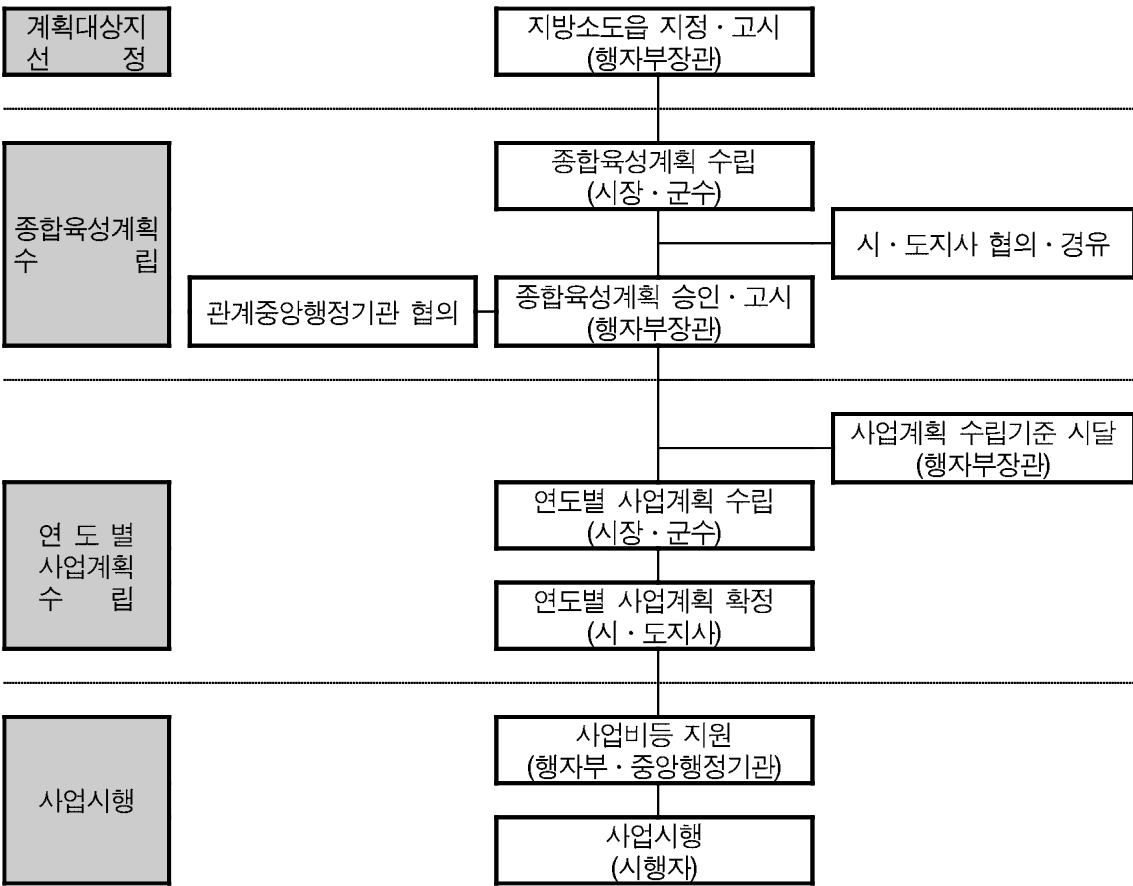 계획대상지
선 정
지방소도읍 지정 · 고시
(행자부장관)
종합육성계획
수 립
종합육성계획 수립
(시장 · 군수)
시 · 도지사 협의 · 경유
관계중앙행정기관 협의
종합육성계획 승인 · 고시
(행자부장관)
사업계획 수립기준 시달
(행자부장관)
연 도 별
사업계획
수 립
연도별 사업계획 수립
(시장 · 군수)
연도별 사업계획 확정
(시 · 도지사)
사업시행
사업비등 지원
(행자부 · 중앙행정기관)
사업시행
(시행자)